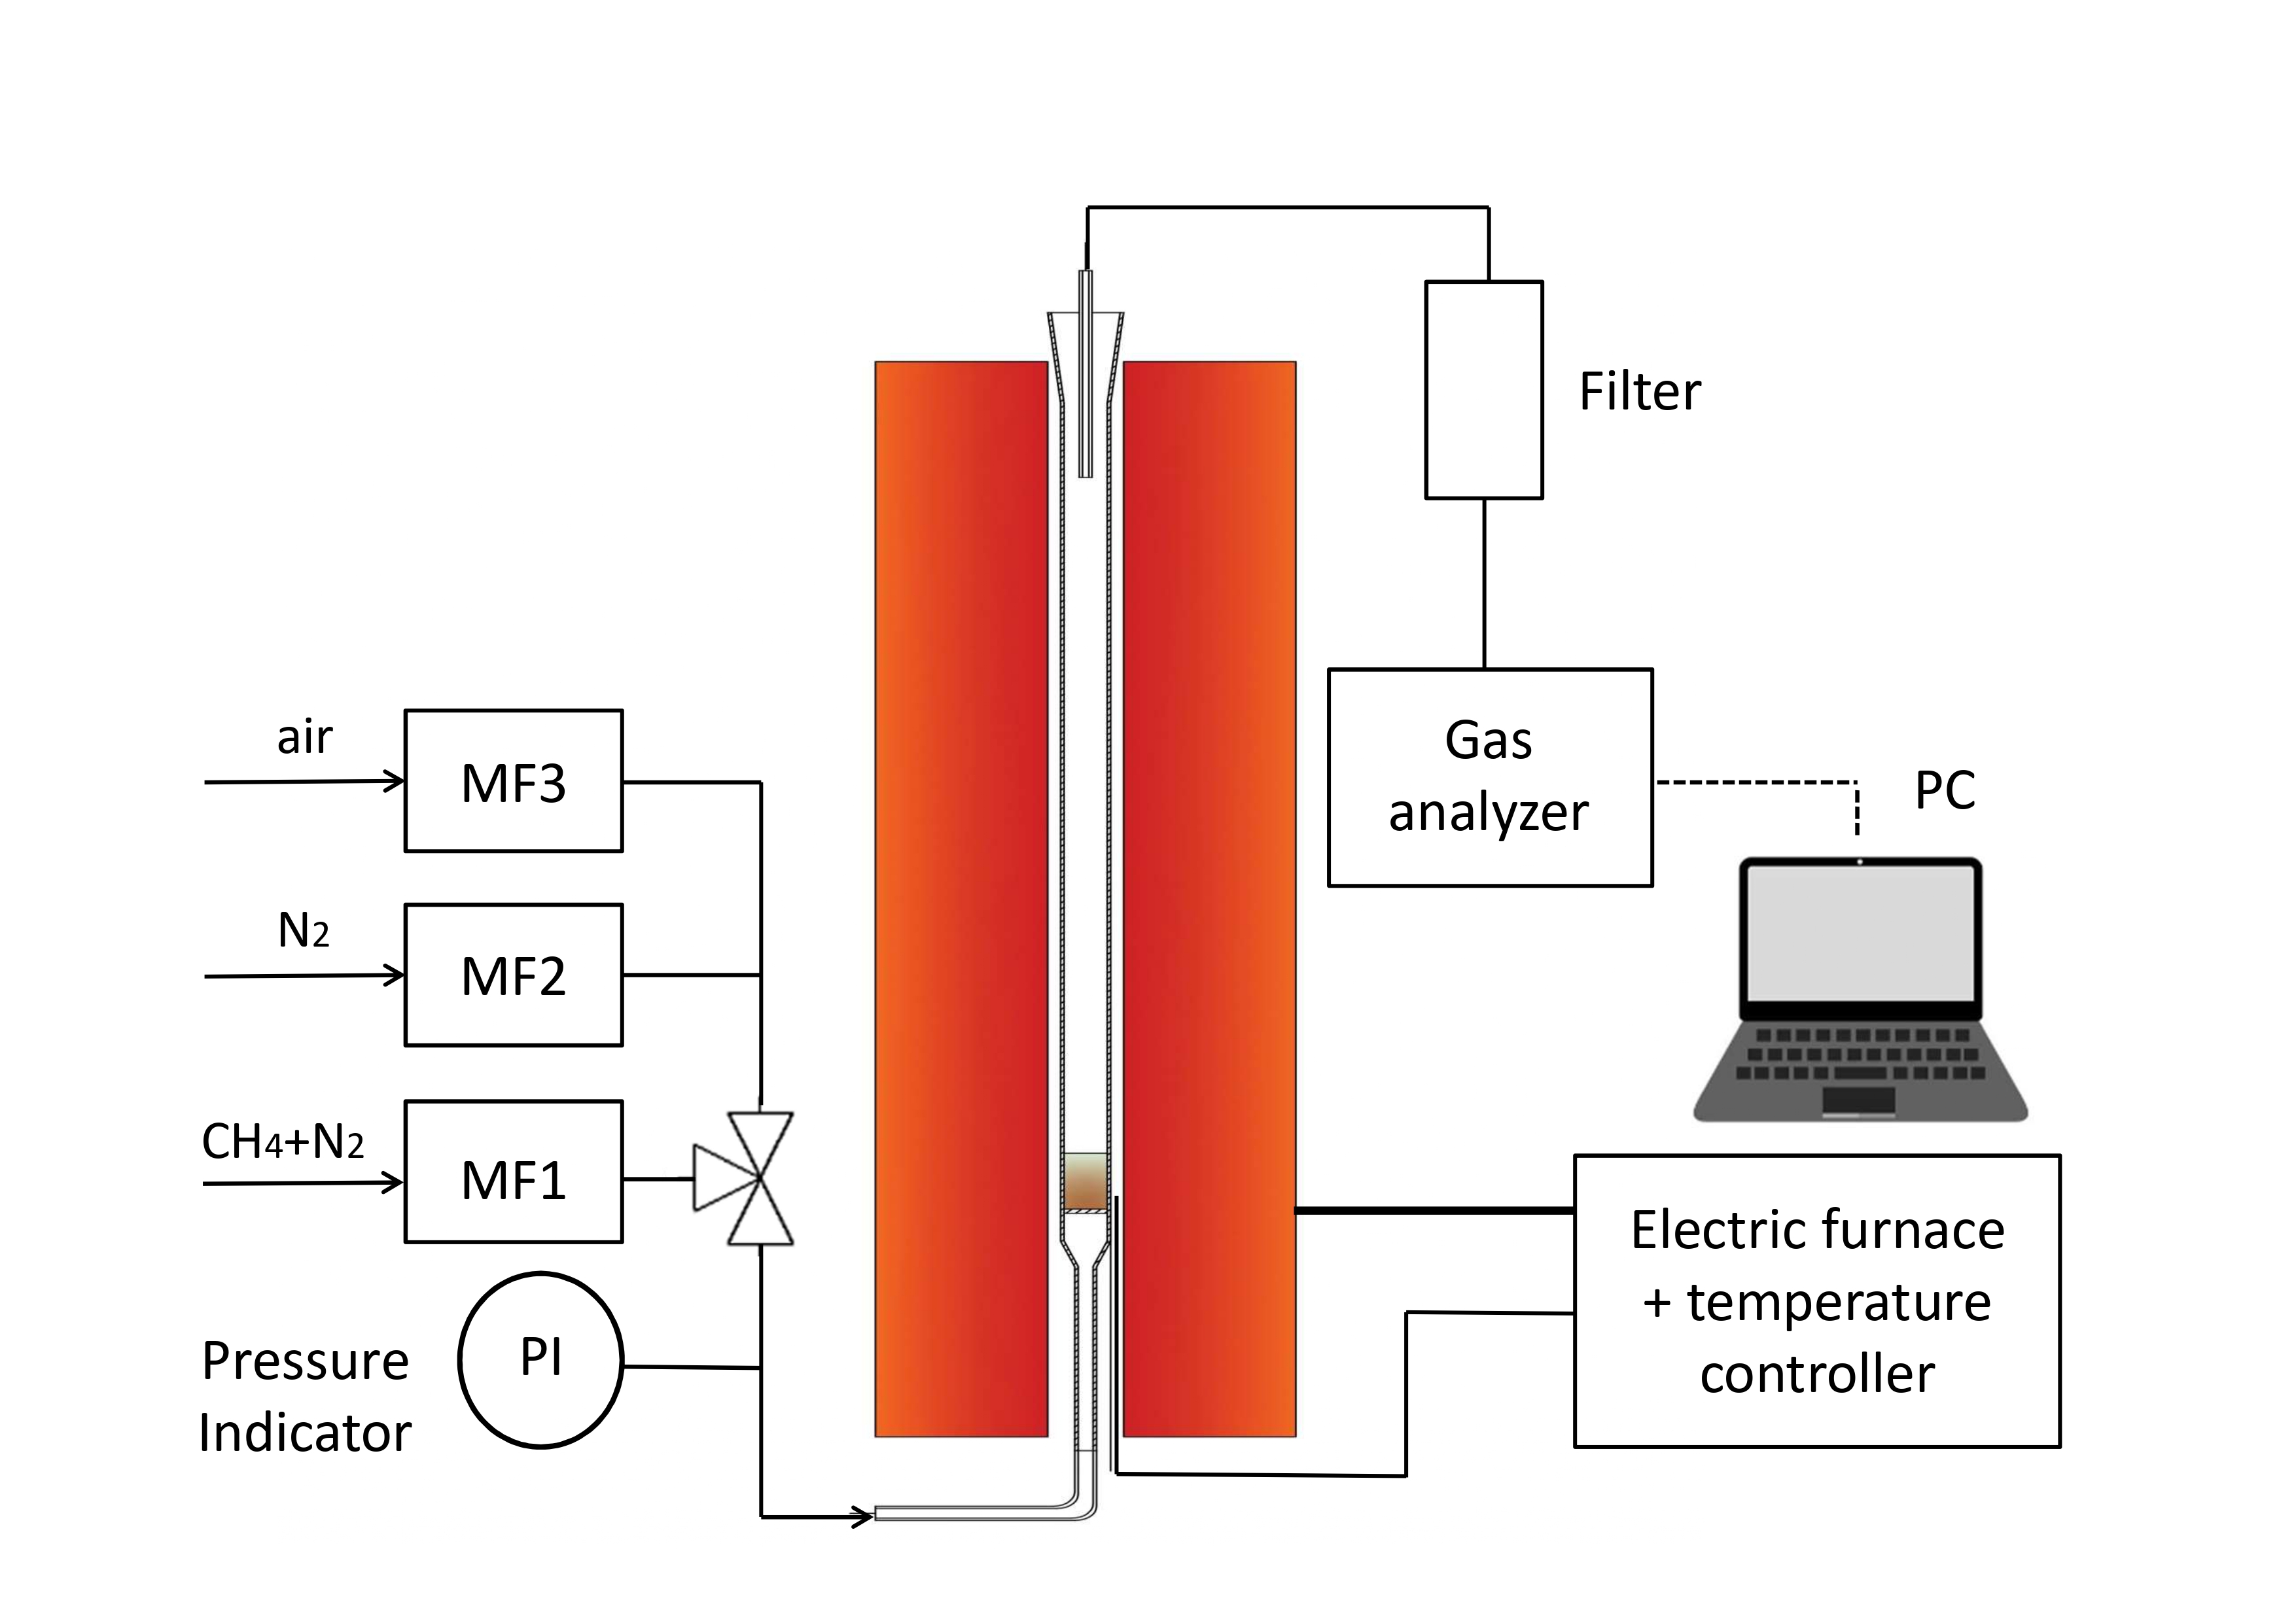 Filter
Gas
analyzer
PC
air
MF3
N2
MF2
CH4+N2
MF1
Electric furnace
+ temperature
controller
Pressure
Indicator
PI